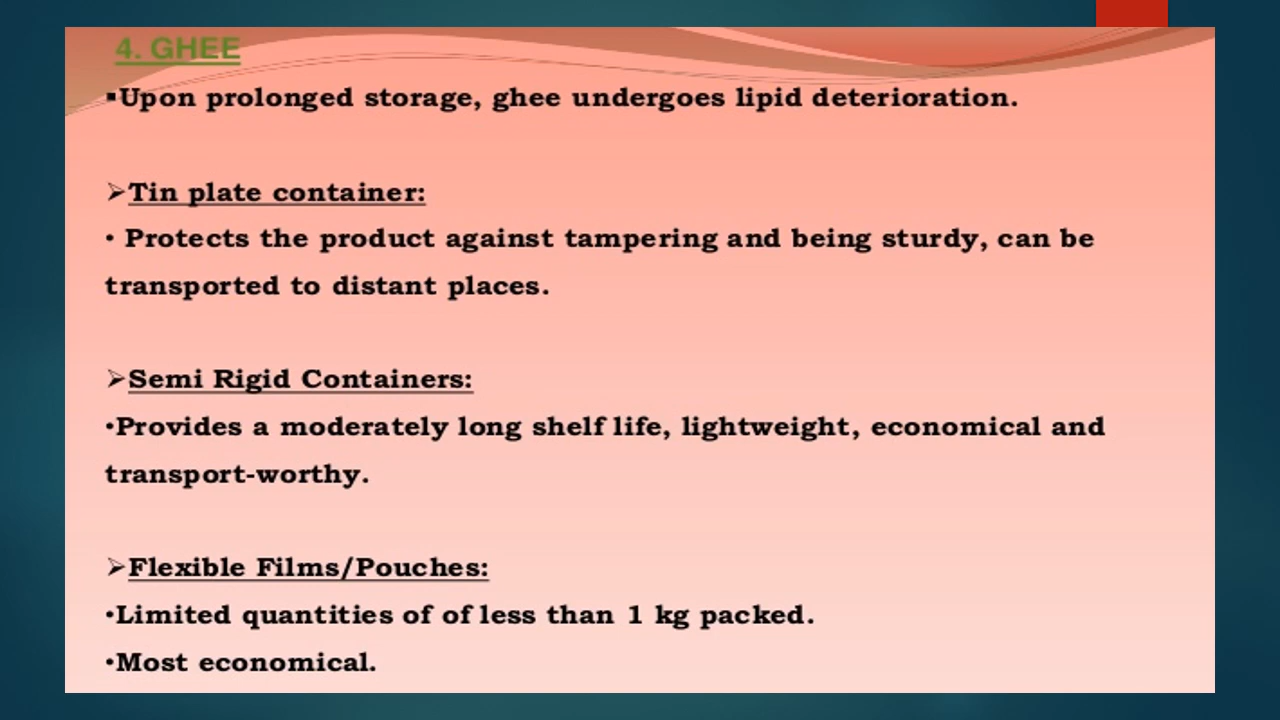 4. GHEE
▪Upon prolonged storage, ghee undergoes lipid deterioration.
➢Tin plate container:
• Protects the product against tampering and being sturdy, can be
transported to distant places.
➢Semi Rigid Containers:
•Provides a moderately long shelf life, lightweight, economical and
transport-worthy.
➢Flexible Films/Pouches:
•Limited quantities of of less than 1 kg packed.
•Most economical.